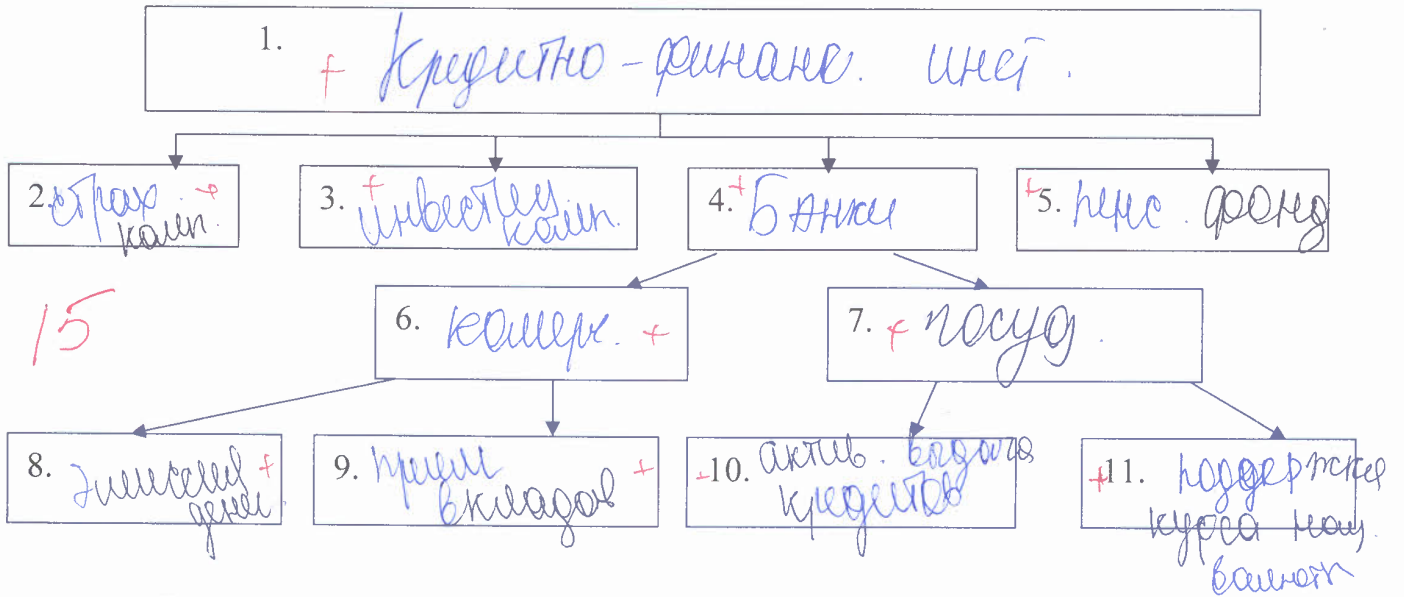 1. + Кредитно-финанс. инст.
2. страх. +
комп.
3. + инвестиц
комп.
4. + Банки
+ 5. пенс. фонд
15
6. комерч. +
7. + госуд.
8. эмиссия +
денег
9. прием +
вкладов
+ 10. актив. выдача
кредитов
+ 11. поддержка
курса нац.
валюты